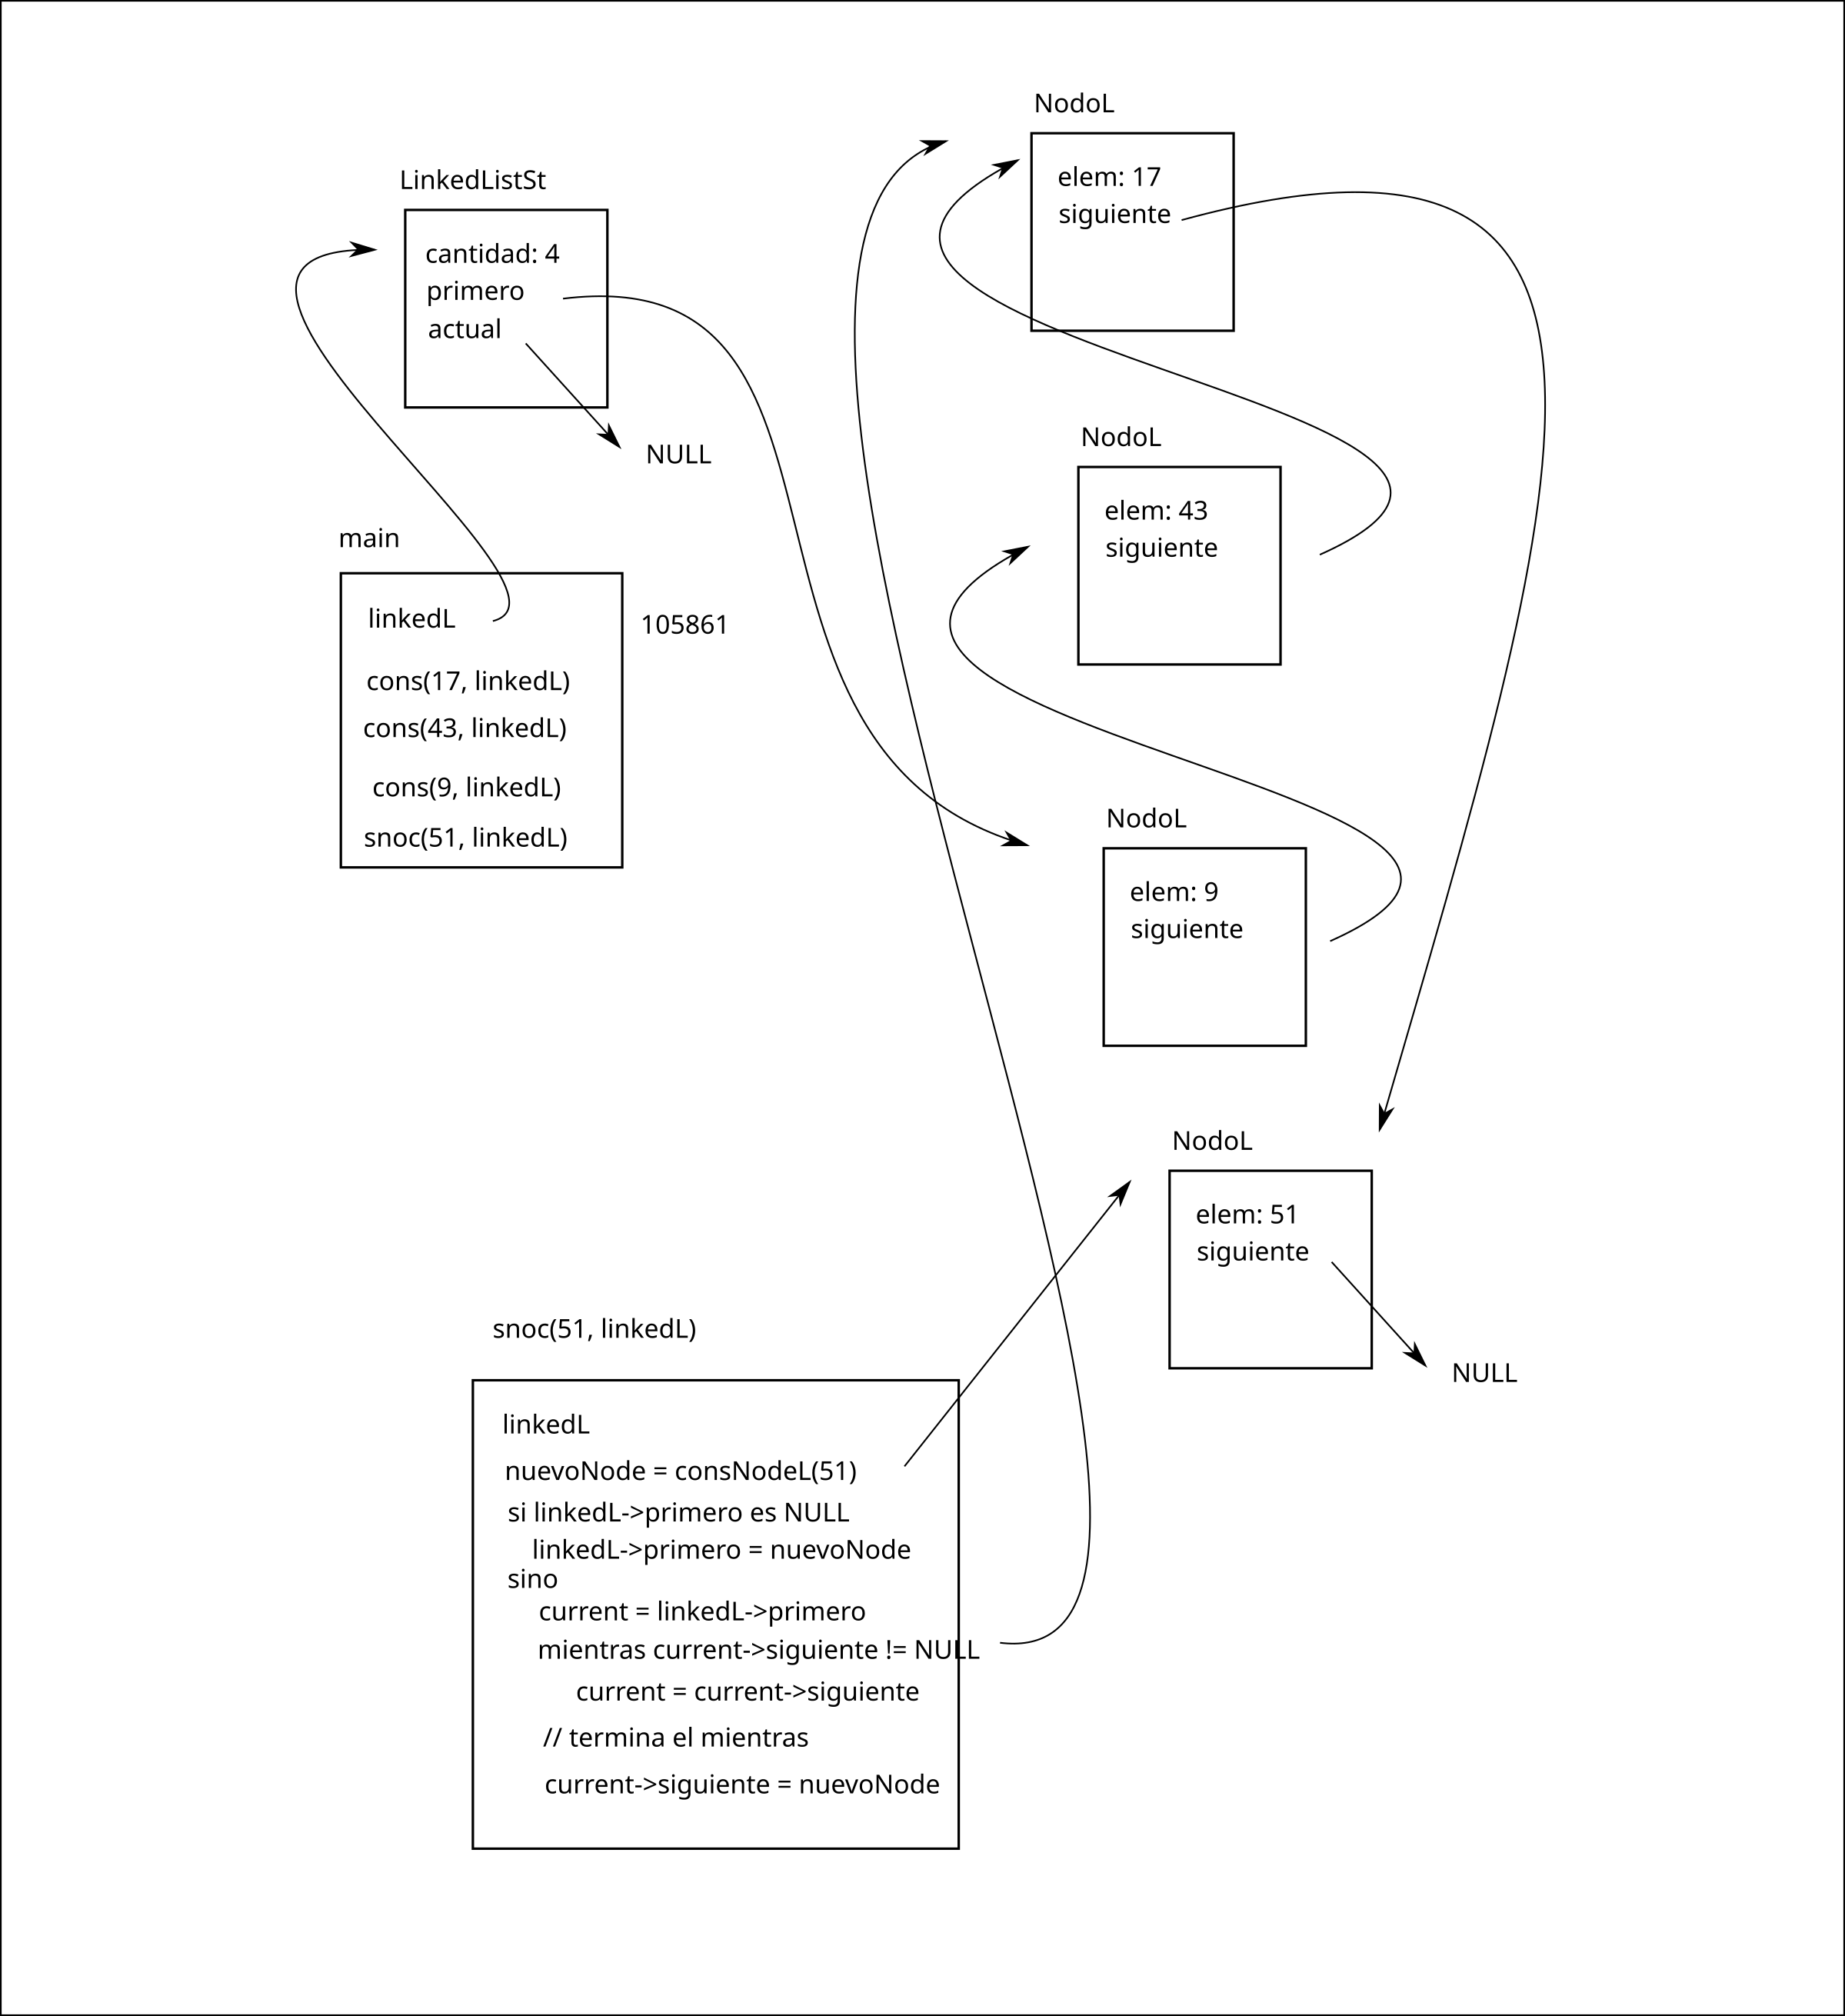 LinkedListSt
cantidad: 4
primero
actual
NULL
main
linkedL
105861
cons(17, linkedL)
cons(43, linkedL)
cons(9, linkedL)
snoc(51, linkedL)
NodoL
elem: 17
siguiente
NodoL
elem: 43
siguiente
NodoL
elem: 9
siguiente
NodoL
elem: 51
siguiente
NULL
snoc(51, linkedL)
linkedL
nuevoNode = consNodeL(51)
si linkedL->primero es NULL
linkedL->primero = nuevoNode
sino
current = linkedL->primero
mientras current->siguiente != NULL
current = current->siguiente
// termina el mientras
current->siguiente = nuevoNode